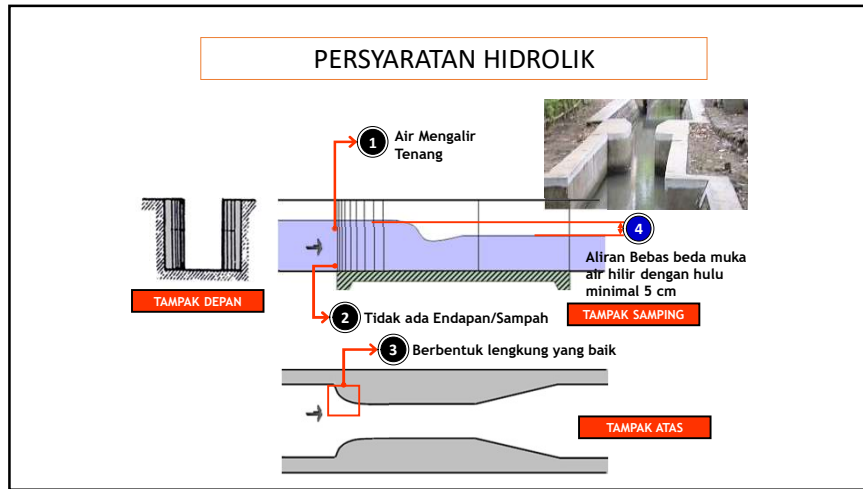 PERSYARATAN HIDROLIK
1
Air Mengalir
Tenang
4
Aliran Bebas beda muka
air hilir dengan hulu
minimal 5 cm
TAMPAK DEPAN
2
Tidak ada Endapan/Sampah
TAMPAK SAMPING
3
Berbentuk lengkung yang baik
TAMPAK ATAS